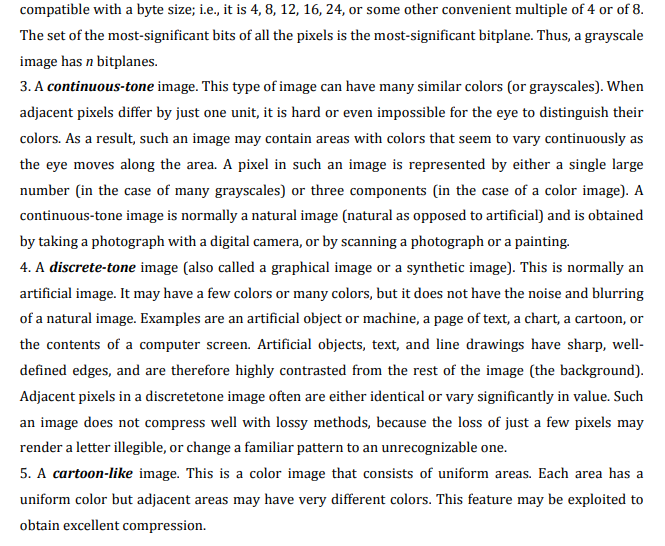 compatible with a byte size; i.e., it is 4, 8, 12, 16, 24, or some other convenient multiple of 4 or of 8.
The set of the most-significant bits of all the pixels is the most-significant bitplane. Thus, a grayscale
image has n bitplanes.
3. A continuous-tone image. This type of image can have many similar colors (or grayscales). When
adjacent pixels differ by just one unit, it is hard or even impossible for the eye to distinguish their
colors. As a result, such an image may contain areas with colors that seem to vary continuously as
the eye moves along the area. A pixel in such an image is represented by either a single large
number (in the case of many grayscales) or three components (in the case of a color image). A
continuous-tone image is normally a natural image (natural as opposed to artificial) and is obtained
by taking a photograph with a digital camera, or by scanning a photograph or a painting.
4. A discrete-tone image (also called a graphical image or a synthetic image). This is normally an
artificial image. It may have a few colors or many colors, but it does not have the noise and blurring
of a natural image. Examples are an artificial object or machine, a page of text, a chart, a cartoon, or
the contents of a computer screen. Artificial objects, text, and line drawings have sharp, well-
defined edges, and are therefore highly contrasted from the rest of the image (the background).
Adjacent pixels in a discretetone image often are either identical or vary significantly in value. Such
an image does not compress well with lossy methods, because the loss of just a few pixels may
render a letter illegible, or change a familiar pattern to an unrecognizable one.
5. A cartoon-like image. This is a color image that consists of uniform areas. Each area has a
uniform color but adjacent areas may have very different colors. This feature may be exploited to
obtain excellent compression.